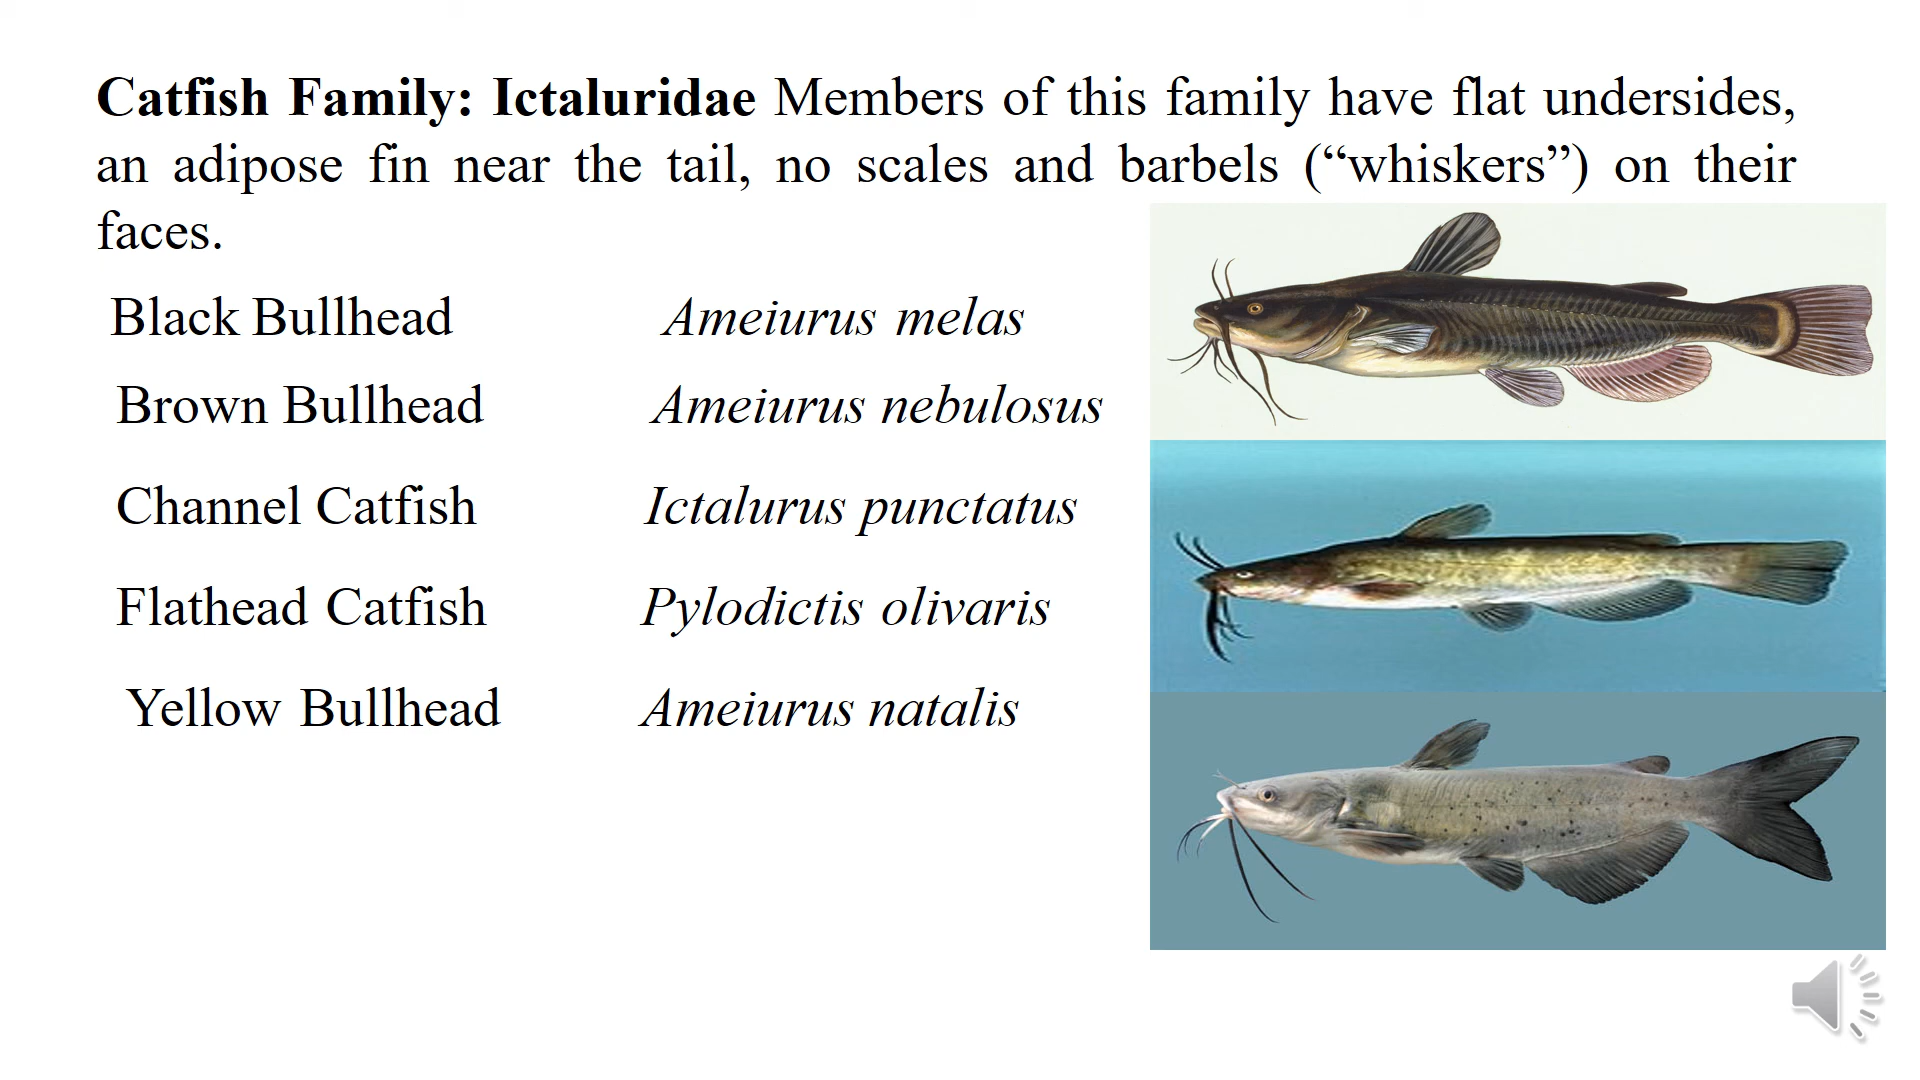 Catfish Family: Ictaluridae Members of this family have flat undersides,
an adipose fin near the tail, no scales and barbels (“whiskers”) on their
faces.
Black Bullhead Ameiurus melas
Brown Bullhead Ameiurus nebulosus
Channel Catfish Ictalurus punctatus
Flathead Catfish Pylodictis olivaris
Yellow Bullhead Ameiurus natalis